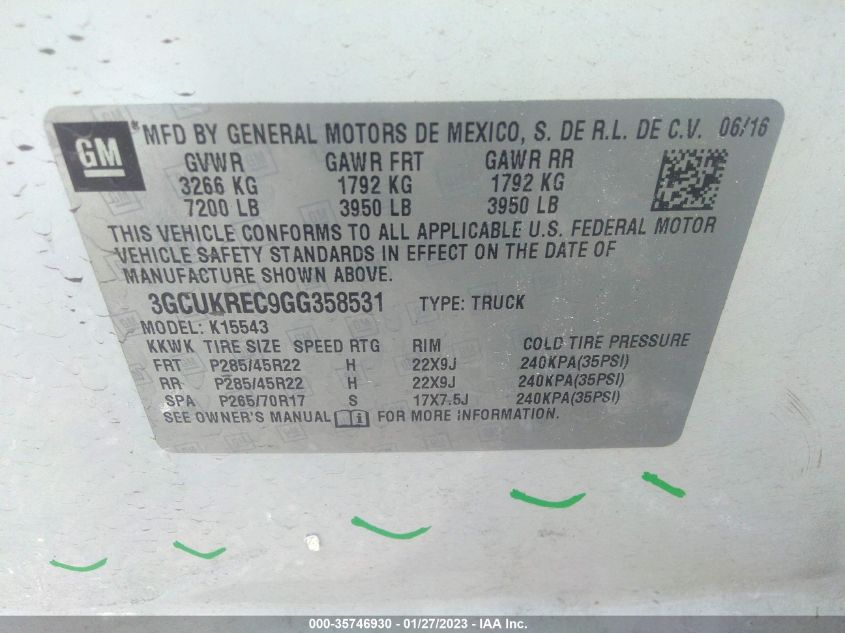 GM
MFD BY GENERAL MOTORS DE MEXICO, S. DE R.L. DE C.V. 06/16
GVWR GAWR FRT GAWR RR
3266 KG 1792 KG 1792 KG
7200 LB 3950 LB 3950 LB
THIS VEHICLE CONFORMS TO ALL APPLICABLE U.S. FEDERAL MOTOR
VEHICLE SAFETY STANDARDS IN EFFECT ON THE DATE OF
MANUFACTURE SHOWN ABOVE.
3GCUKREC9GG358531 TYPE: TRUCK
MODEL: K15543
KKWK TIRE SIZE SPEED RTG RIM COLD TIRE PRESSURE
FRT P285/45R22 H 22X9J 240KPA(35PSI)
RR P285/45R22 H 22X9J 240KPA(35PSI)
SPA P265/70R17 S 17X7.5J 240KPA(35PSI)
SEE OWNER'S MANUAL FOR MORE INFORMATION.
000-35746930 - 01/27/2023 - IAA Inc.